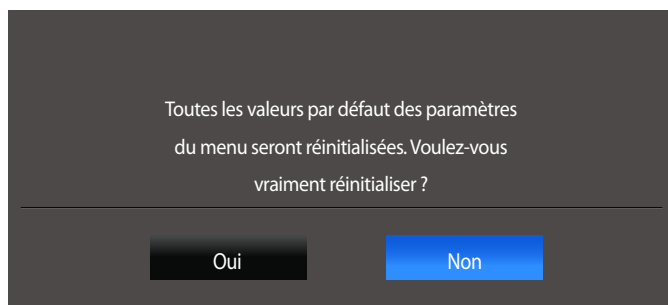 Toutes les valeurs par défaut des paramètres
du menu seront réinitialisées. Voulez-vous
vraiment réinitialiser ?
Oui
Non